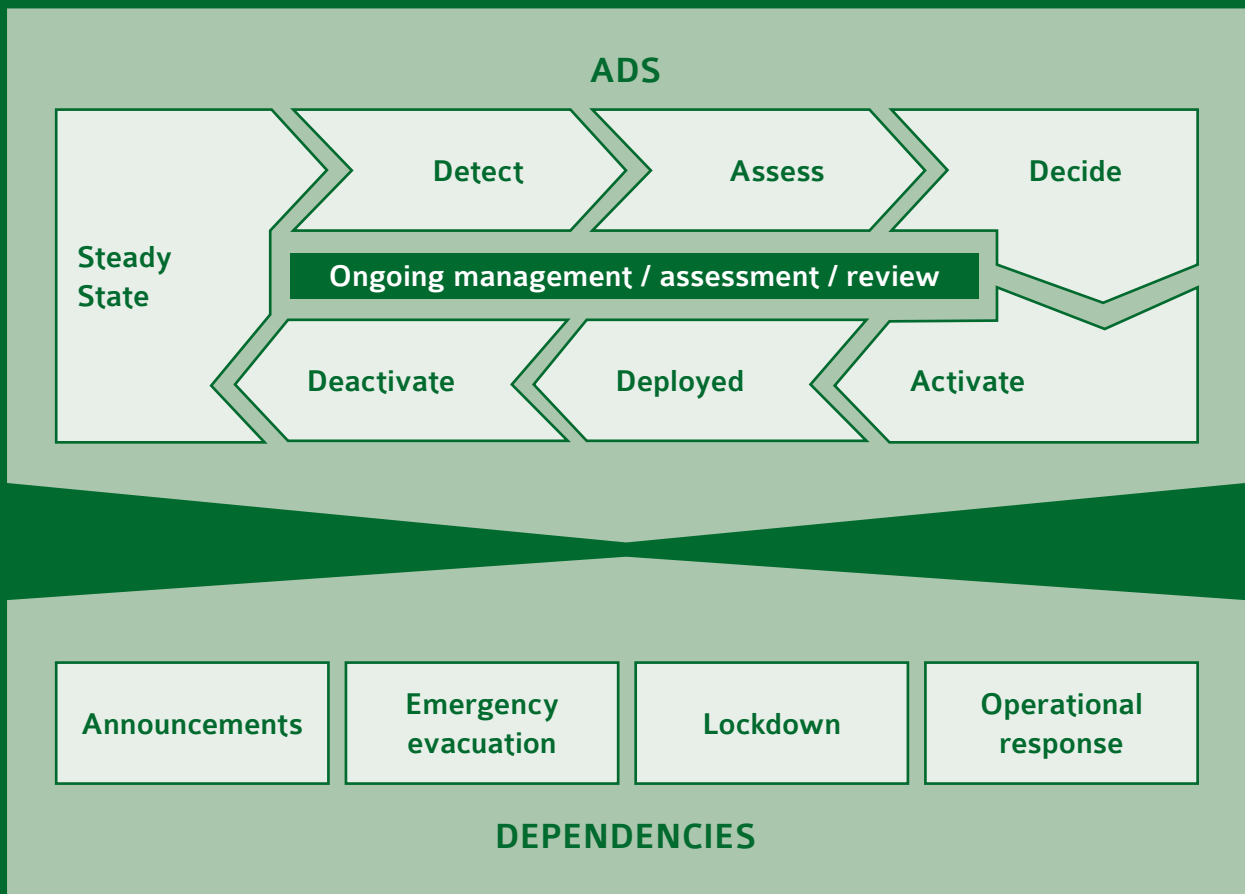 ADS
Detect
Assess
Decide
Steady
State
Ongoing management / assessment / review
Deactivate
Deployed
Activate
Announcements
Emergency
evacuation
Lockdown
Operational
response
DEPENDENCIES